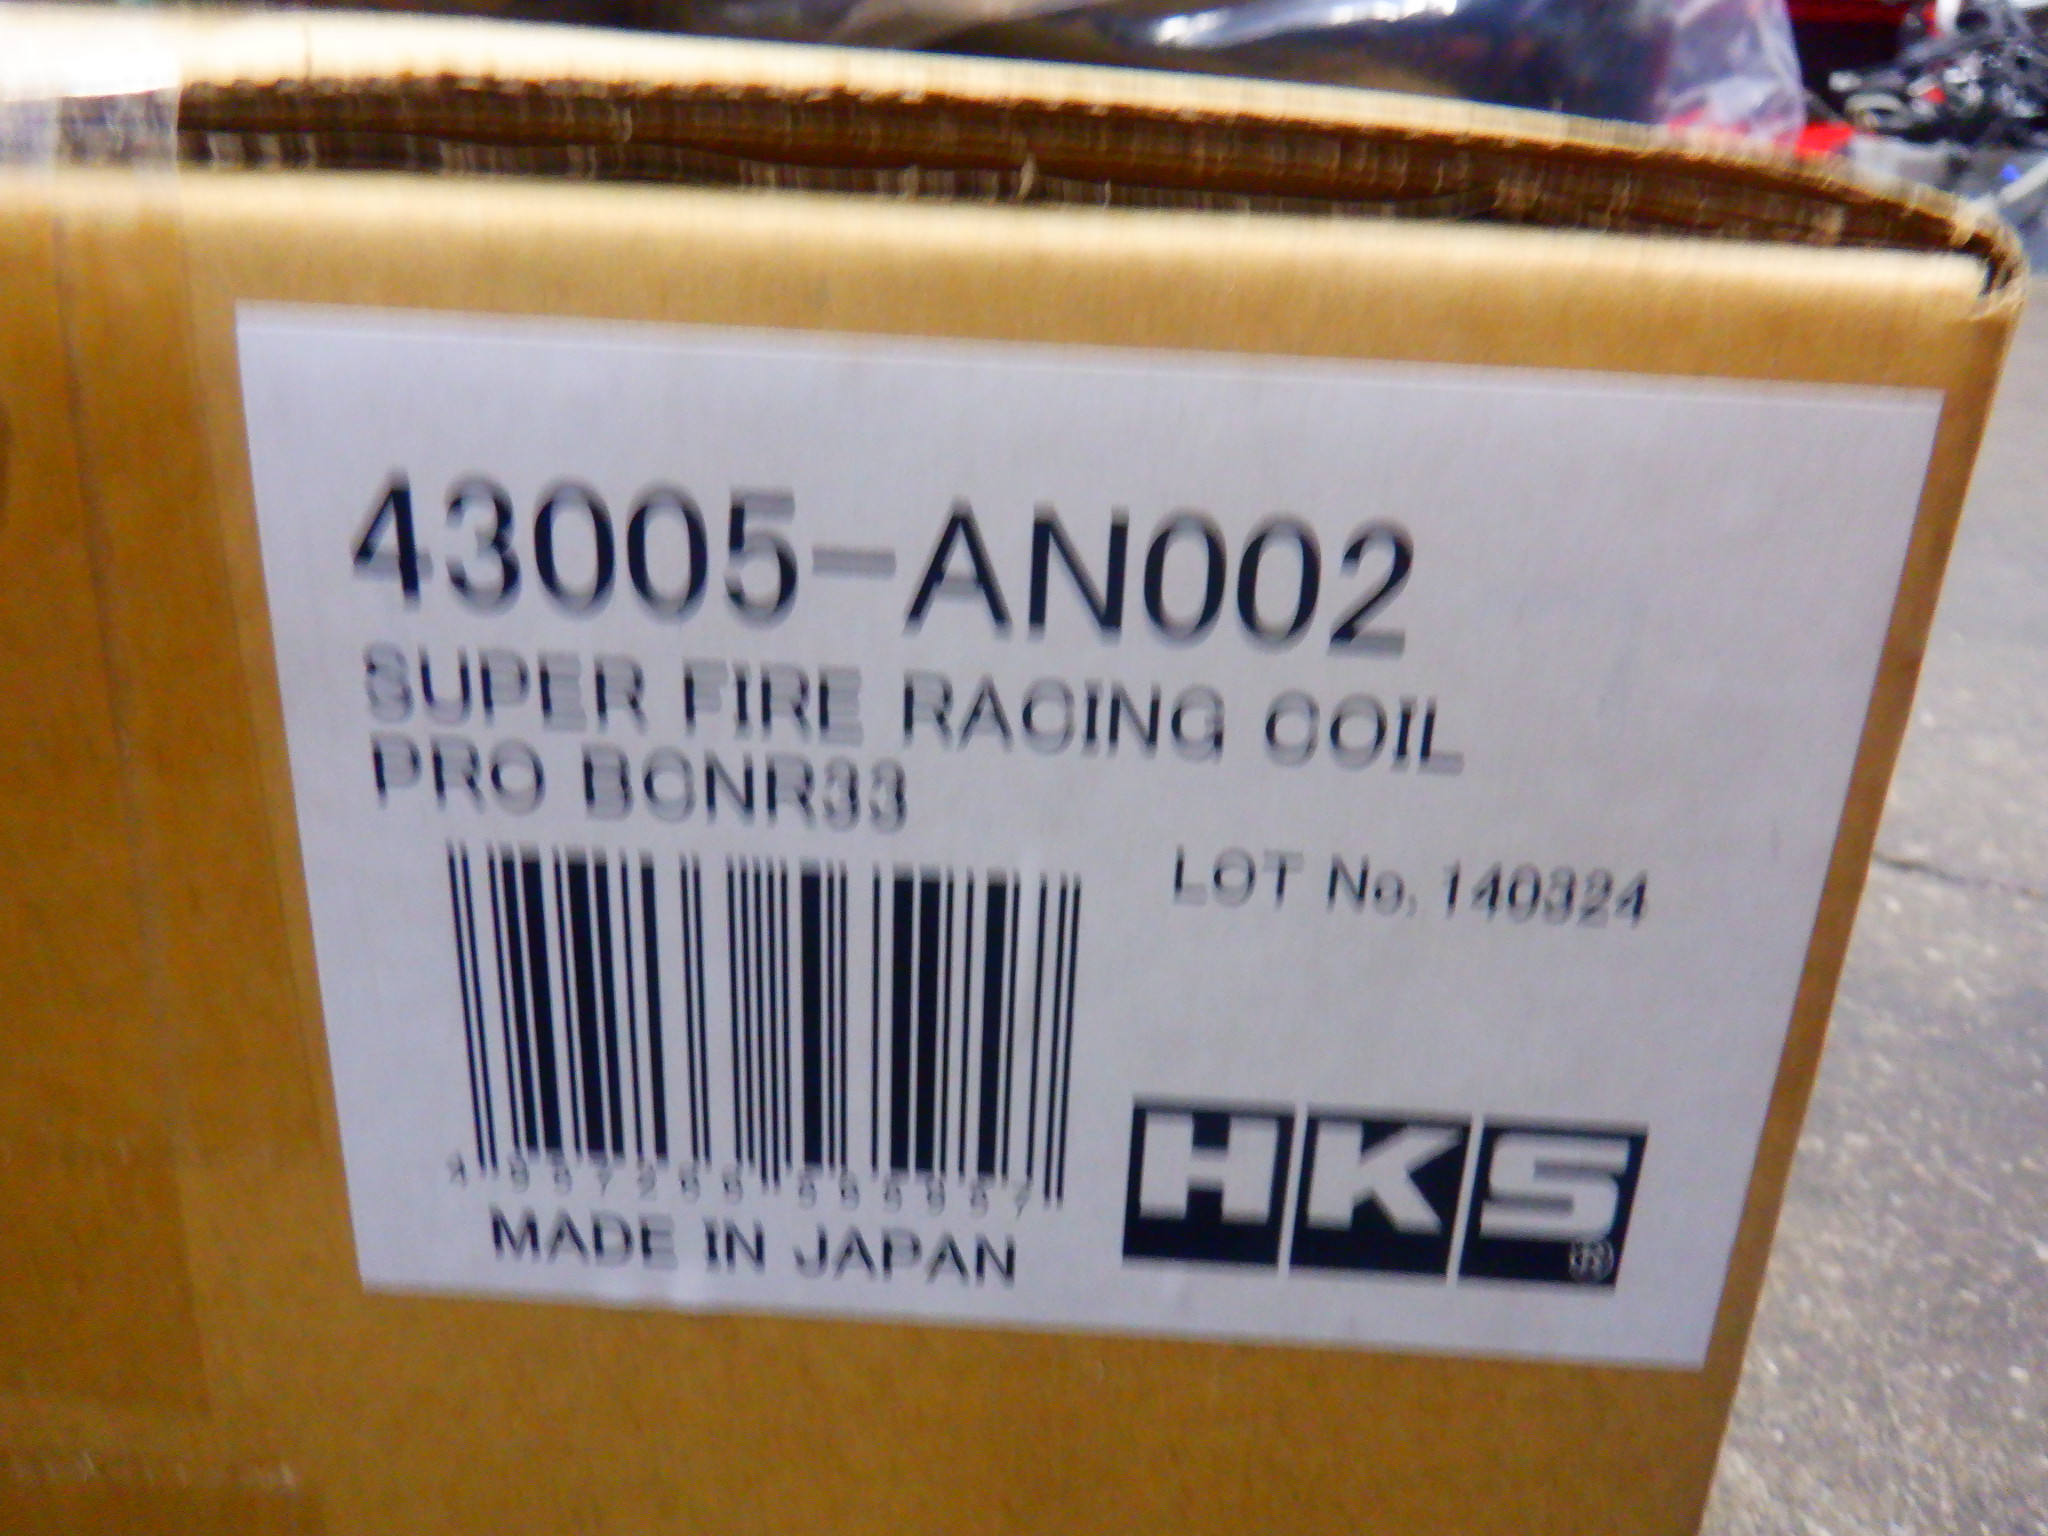 43005-AN002
SUPER FIRE RACING COIL
PRO BCNR33
LOT No. 140324
MADE IN JAPAN
HKS®